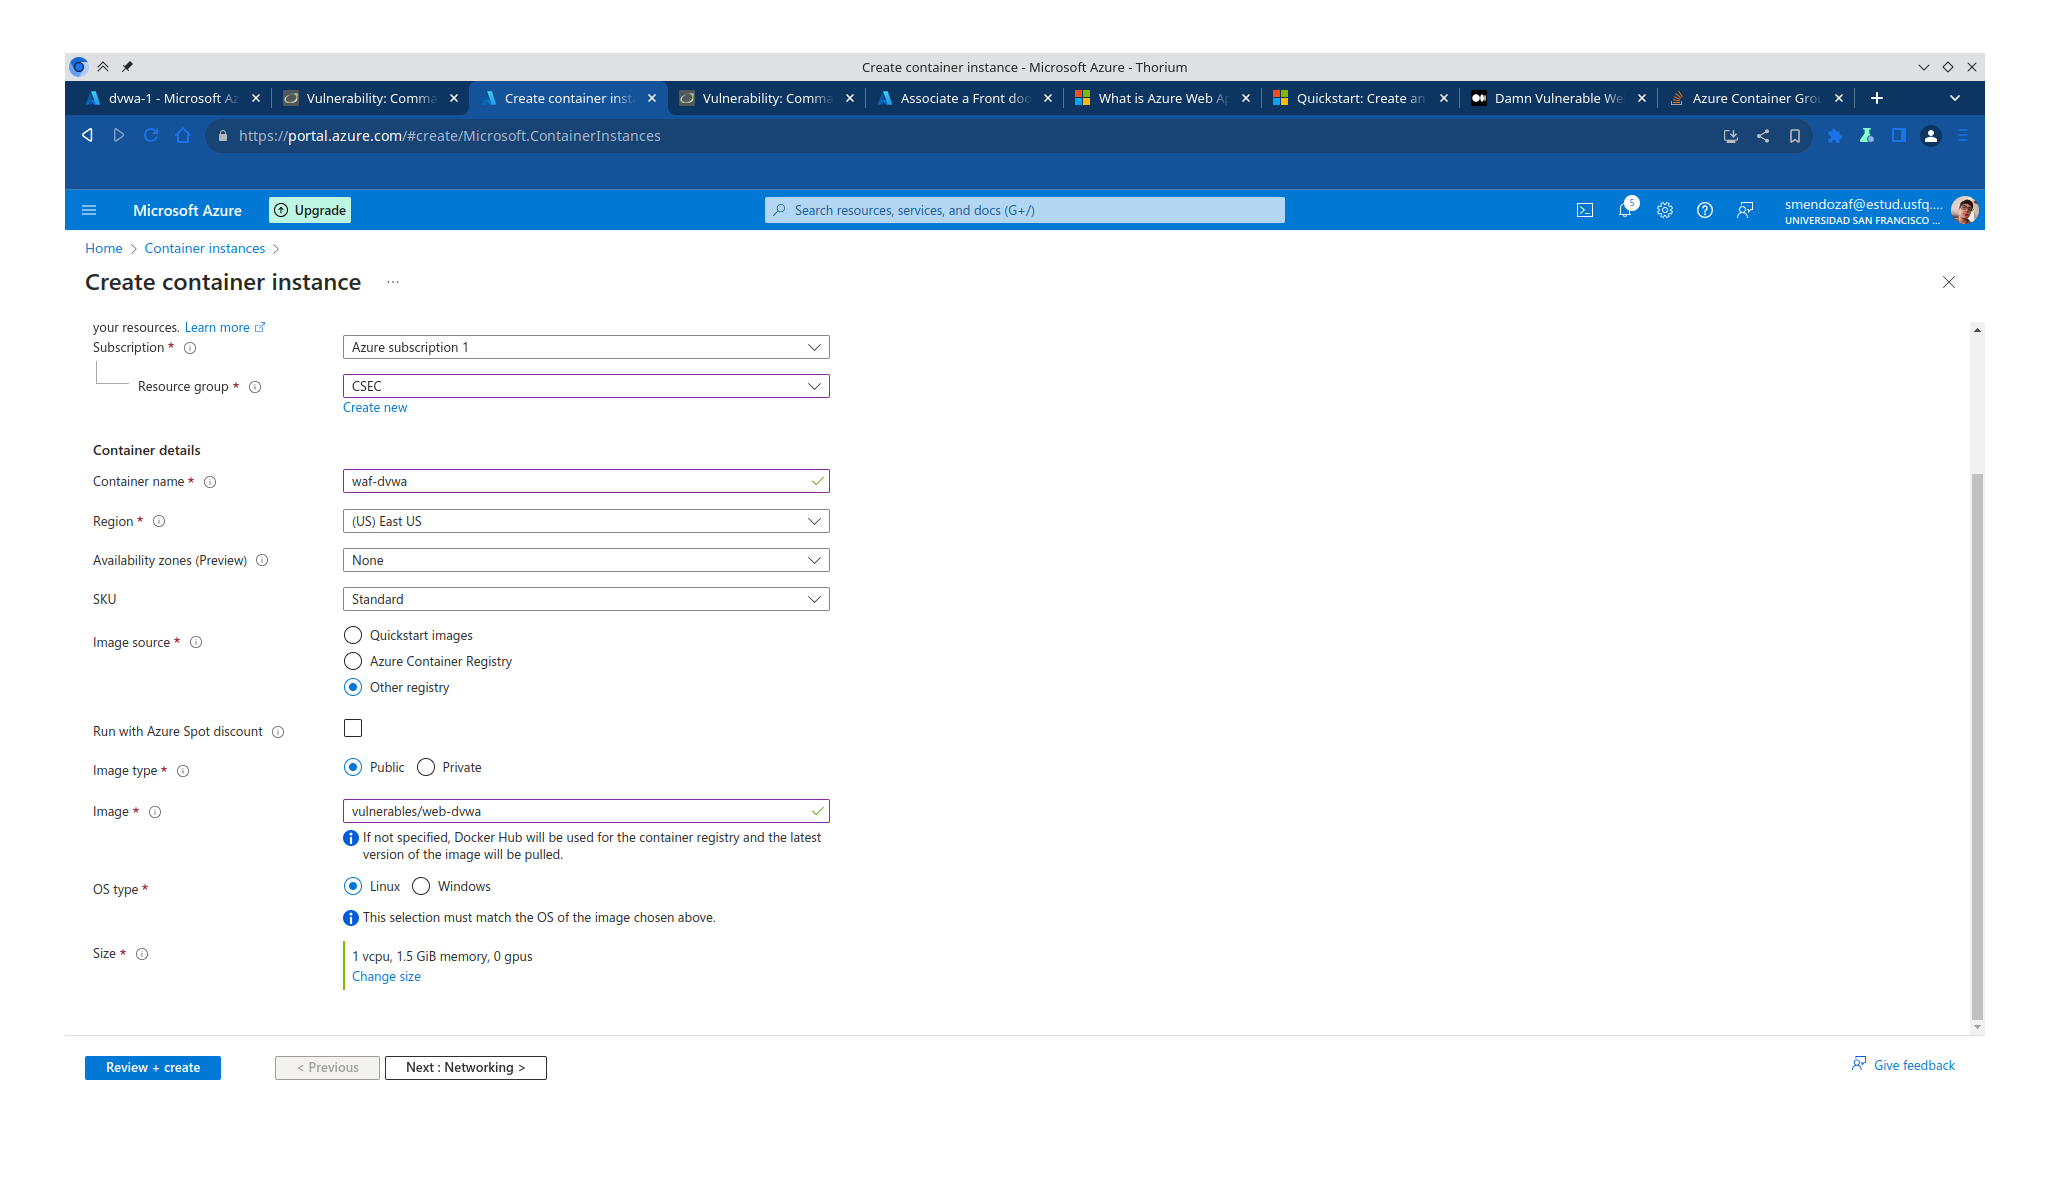 Create container instance - Microsoft Azure - Thorium
dvwa-1 - Microsoft Az
Vulnerability: Comma
Create container inst
Vulnerability: Comma
Associate a Front doo
What is Azure Web Ap
Quickstart: Create an
Damn Vulnerable We
Azure Container Grou
https://portal.azure.com/#create/Microsoft.ContainerInstances
Microsoft Azure
Upgrade
Search resources, services, and docs (G+/)
5
smendozaf@estud.usfq....
UNIVERSIDAD SAN FRANCISCO ...
Home > Container instances >
Create container instance ...
your resources. Learn more
Subscription *
Azure subscription 1
Resource group *
CSEC
Create new
Container details
Container name *
waf-dvwa
Region *
(US) East US
Availability zones (Preview)
None
SKU
Standard
Image source *
Quickstart images
Azure Container Registry
Other registry
Run with Azure Spot discount
Image type *
Public
Private
Image *
vulnerables/web-dvwa
If not specified, Docker Hub will be used for the container registry and the latest
version of the image will be pulled.
OS type *
Linux
Windows
This selection must match the OS of the image chosen above.
Size *
1 vcpu, 1.5 GiB memory, 0 gpus
Change size
Review + create
< Previous
Next : Networking >
Give feedback